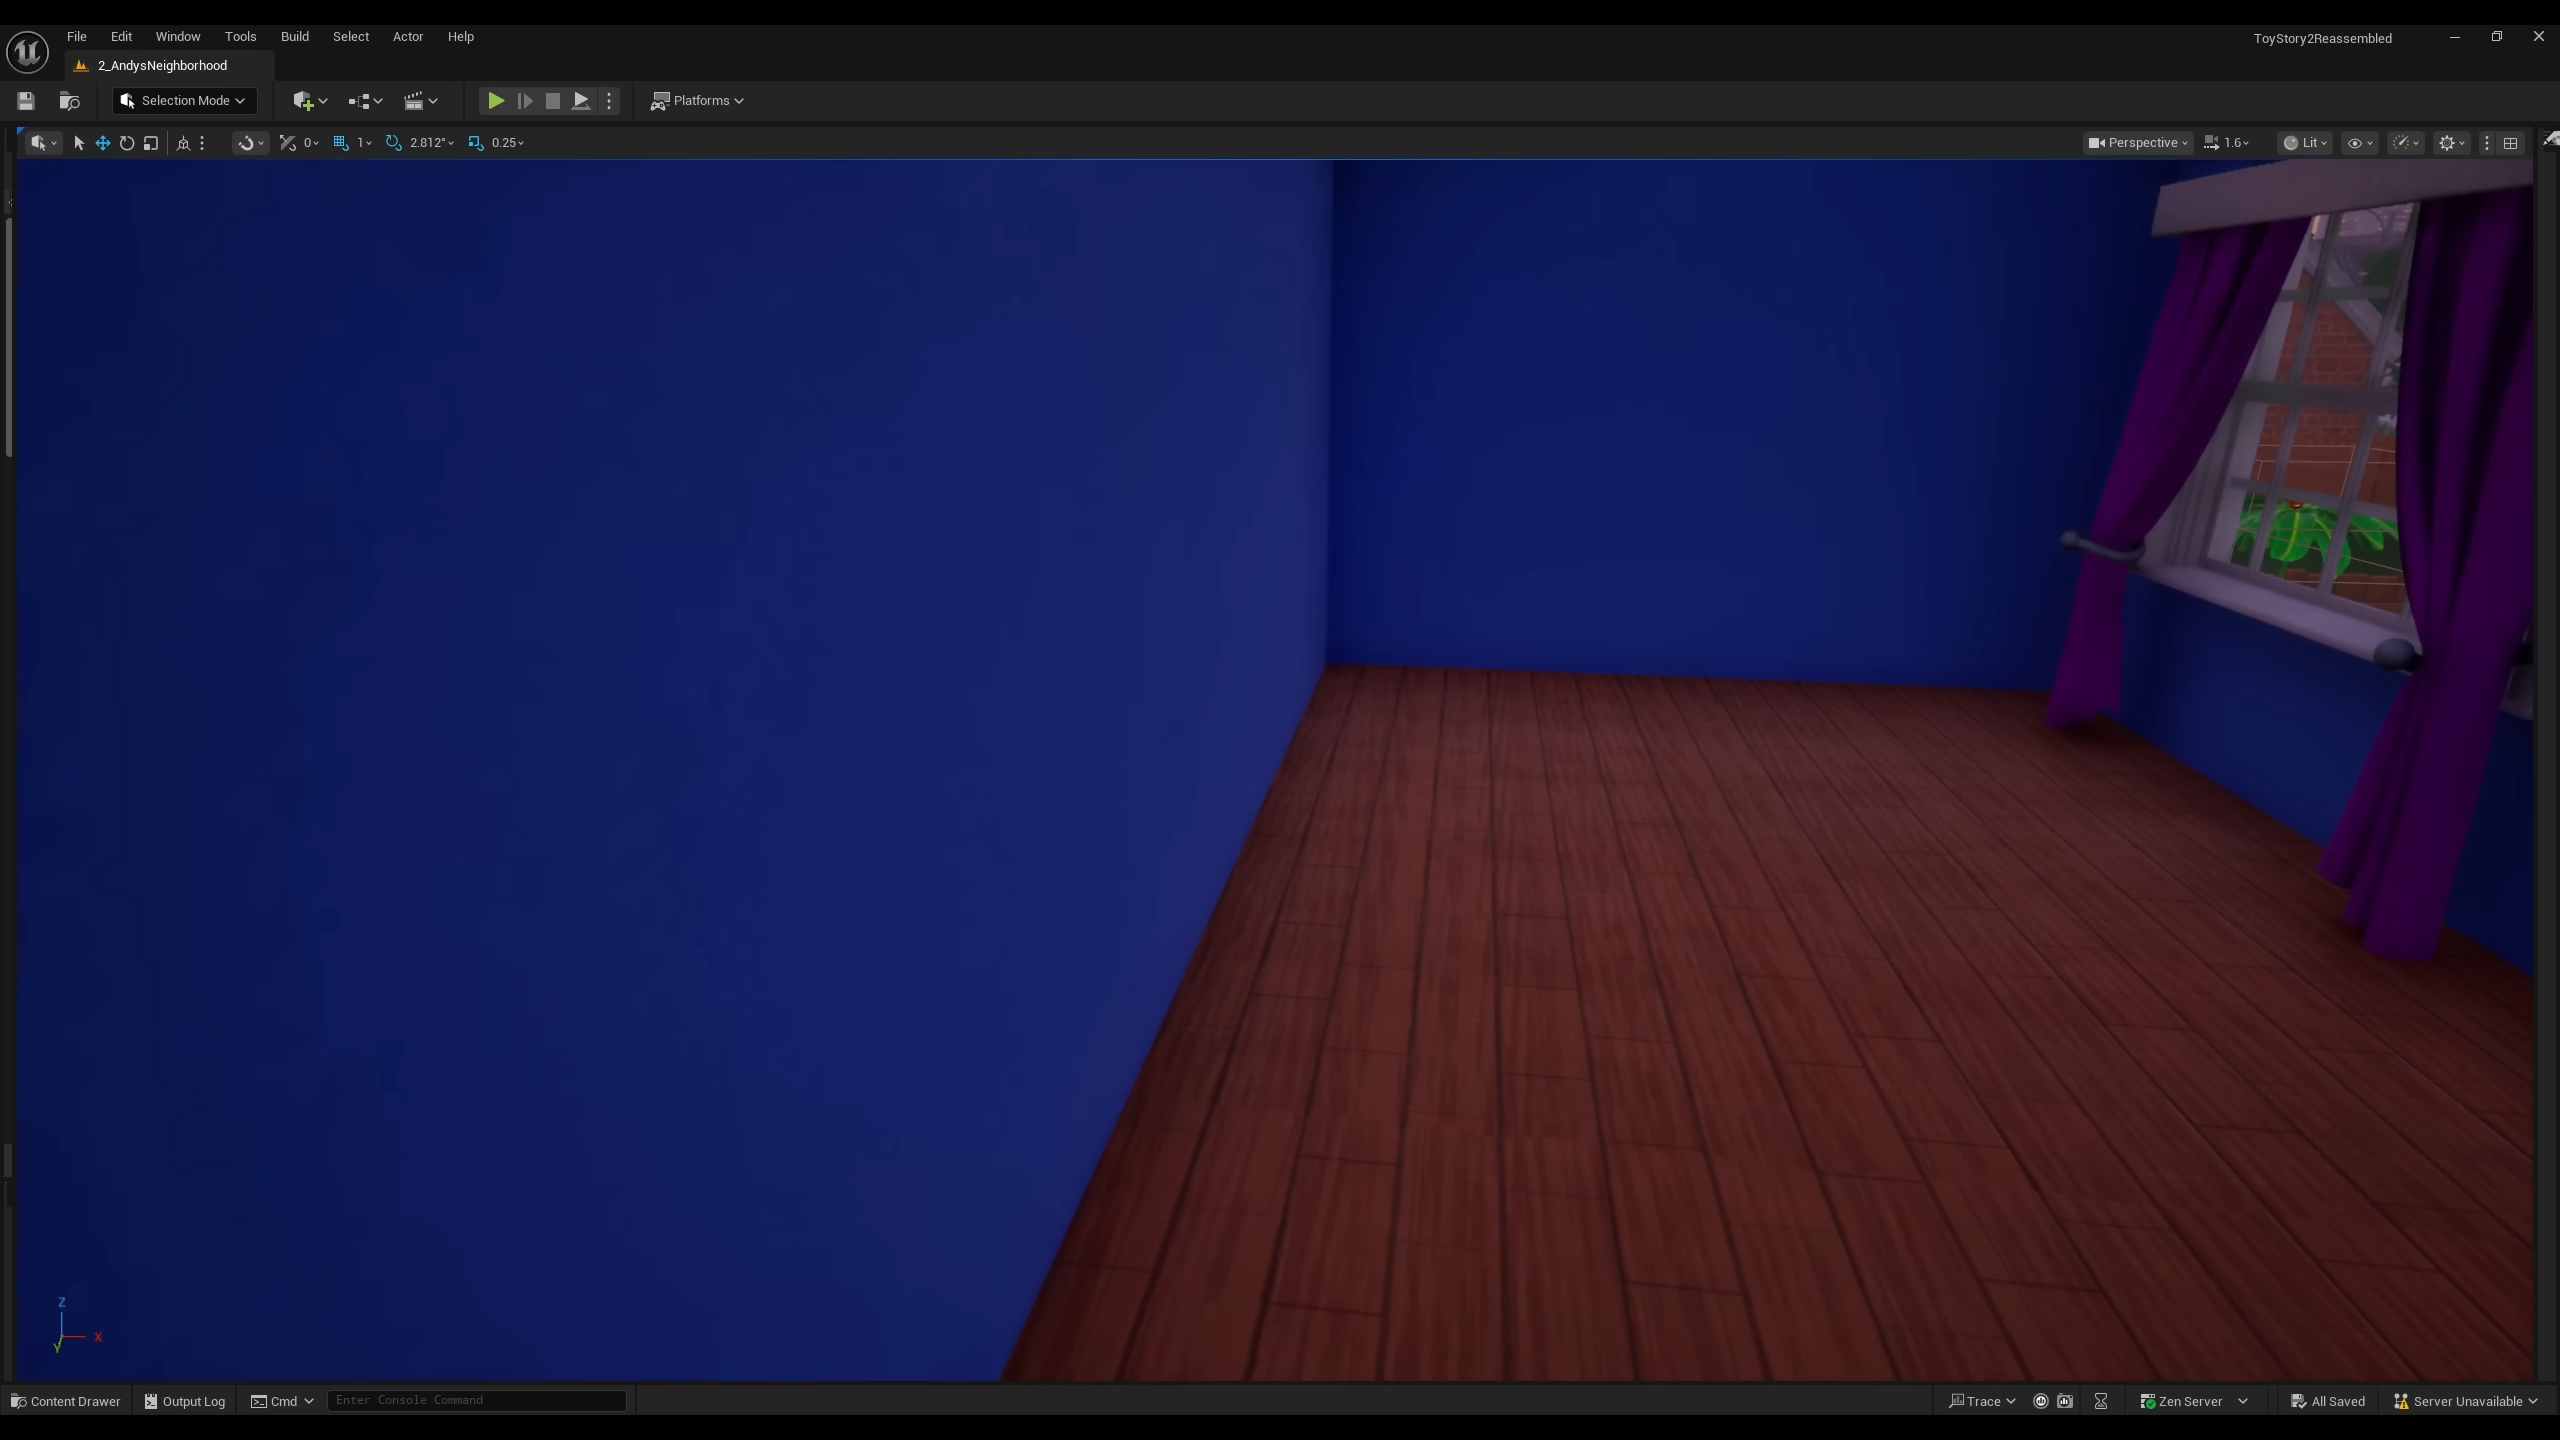 File Edit Window Tools Build Select Actor Help
ToyStory2Reassembled
2_AndysNeighborhood
Selection Mode
Platforms
0 1 2.812° 0.25
Perspective 1.6 Lit
Z
X
Y
Content Drawer Output Log Cmd Enter Console Command
Trace Zen Server All Saved Server Unavailable